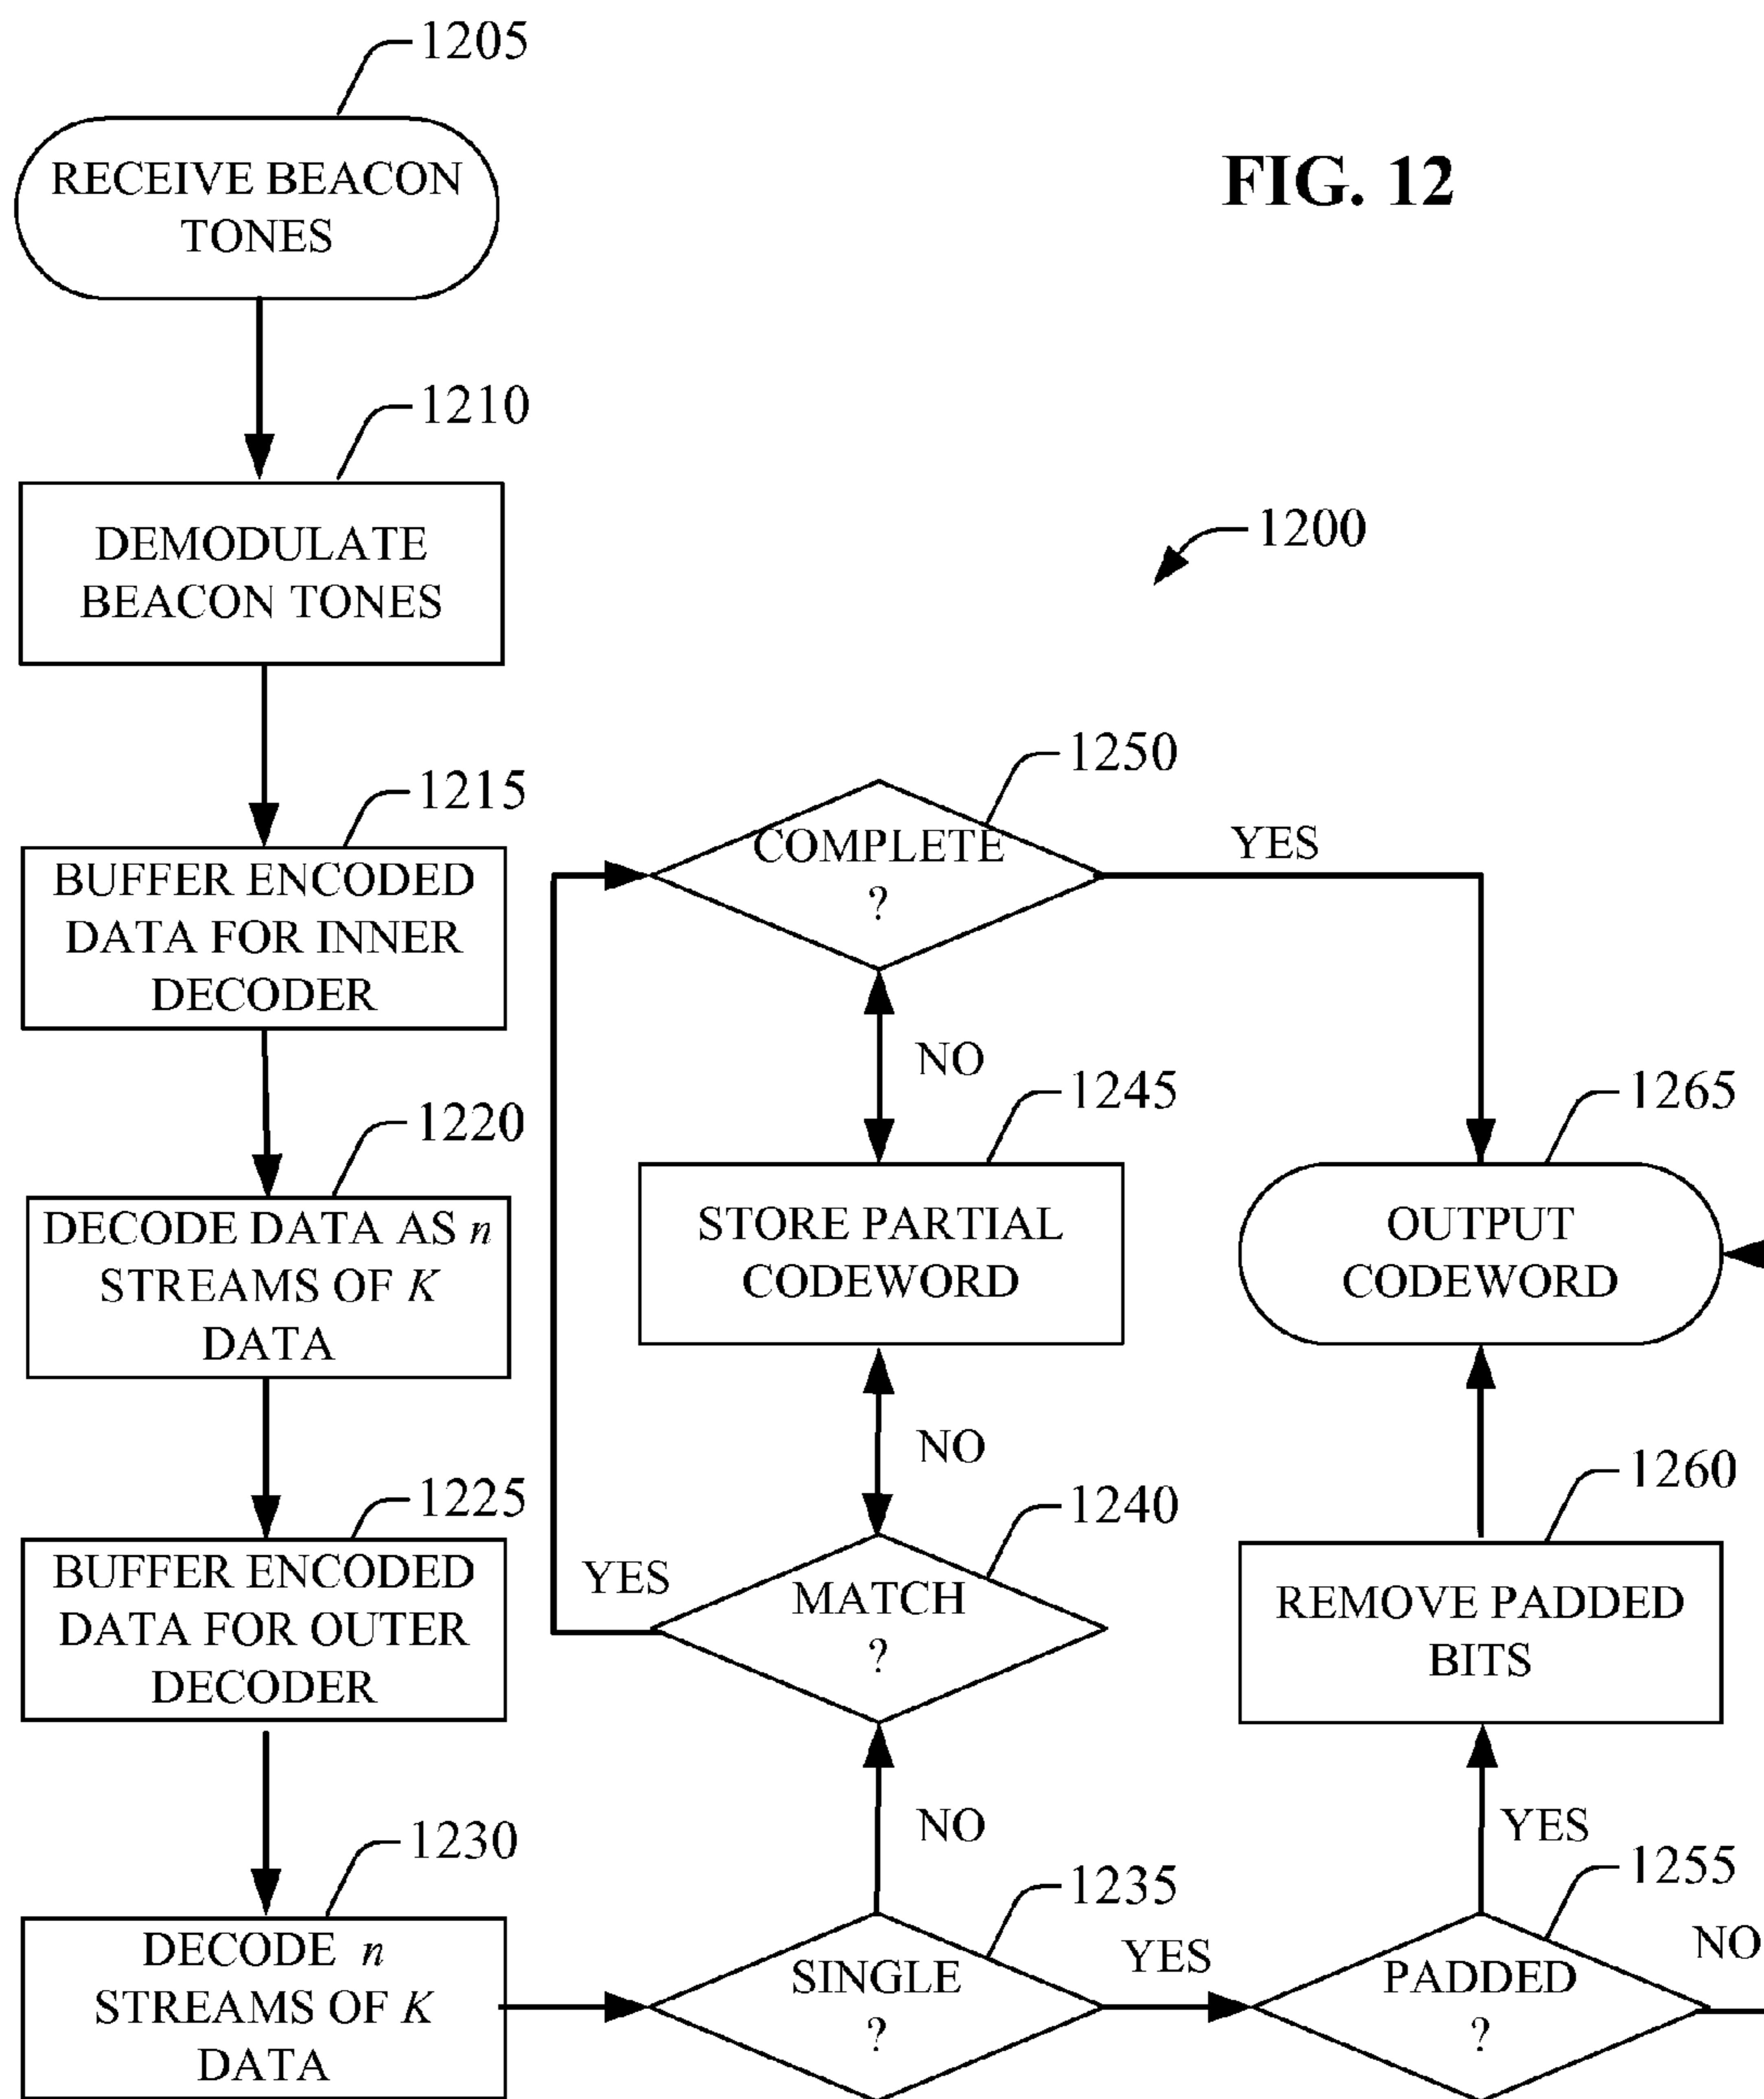 1205
RECEIVE BEACON
TONES
FIG. 12
1210
DEMODULATE
BEACON TONES
1200
1215
BUFFER ENCODED
DATA FOR INNER
DECODER
1220
DECODE DATA AS n
STREAMS OF K
DATA
1225
BUFFER ENCODED
DATA FOR OUTER
DECODER
1230
DECODE n
STREAMS OF K
DATA
1235
SINGLE
?
NO
YES
1240
MATCH
?
YES
NO
1245
STORE PARTIAL
CODEWORD
NO
1250
COMPLETE
?
YES
1255
PADDED
?
NO
YES
1260
REMOVE PADDED
BITS
1265
OUTPUT
CODEWORD